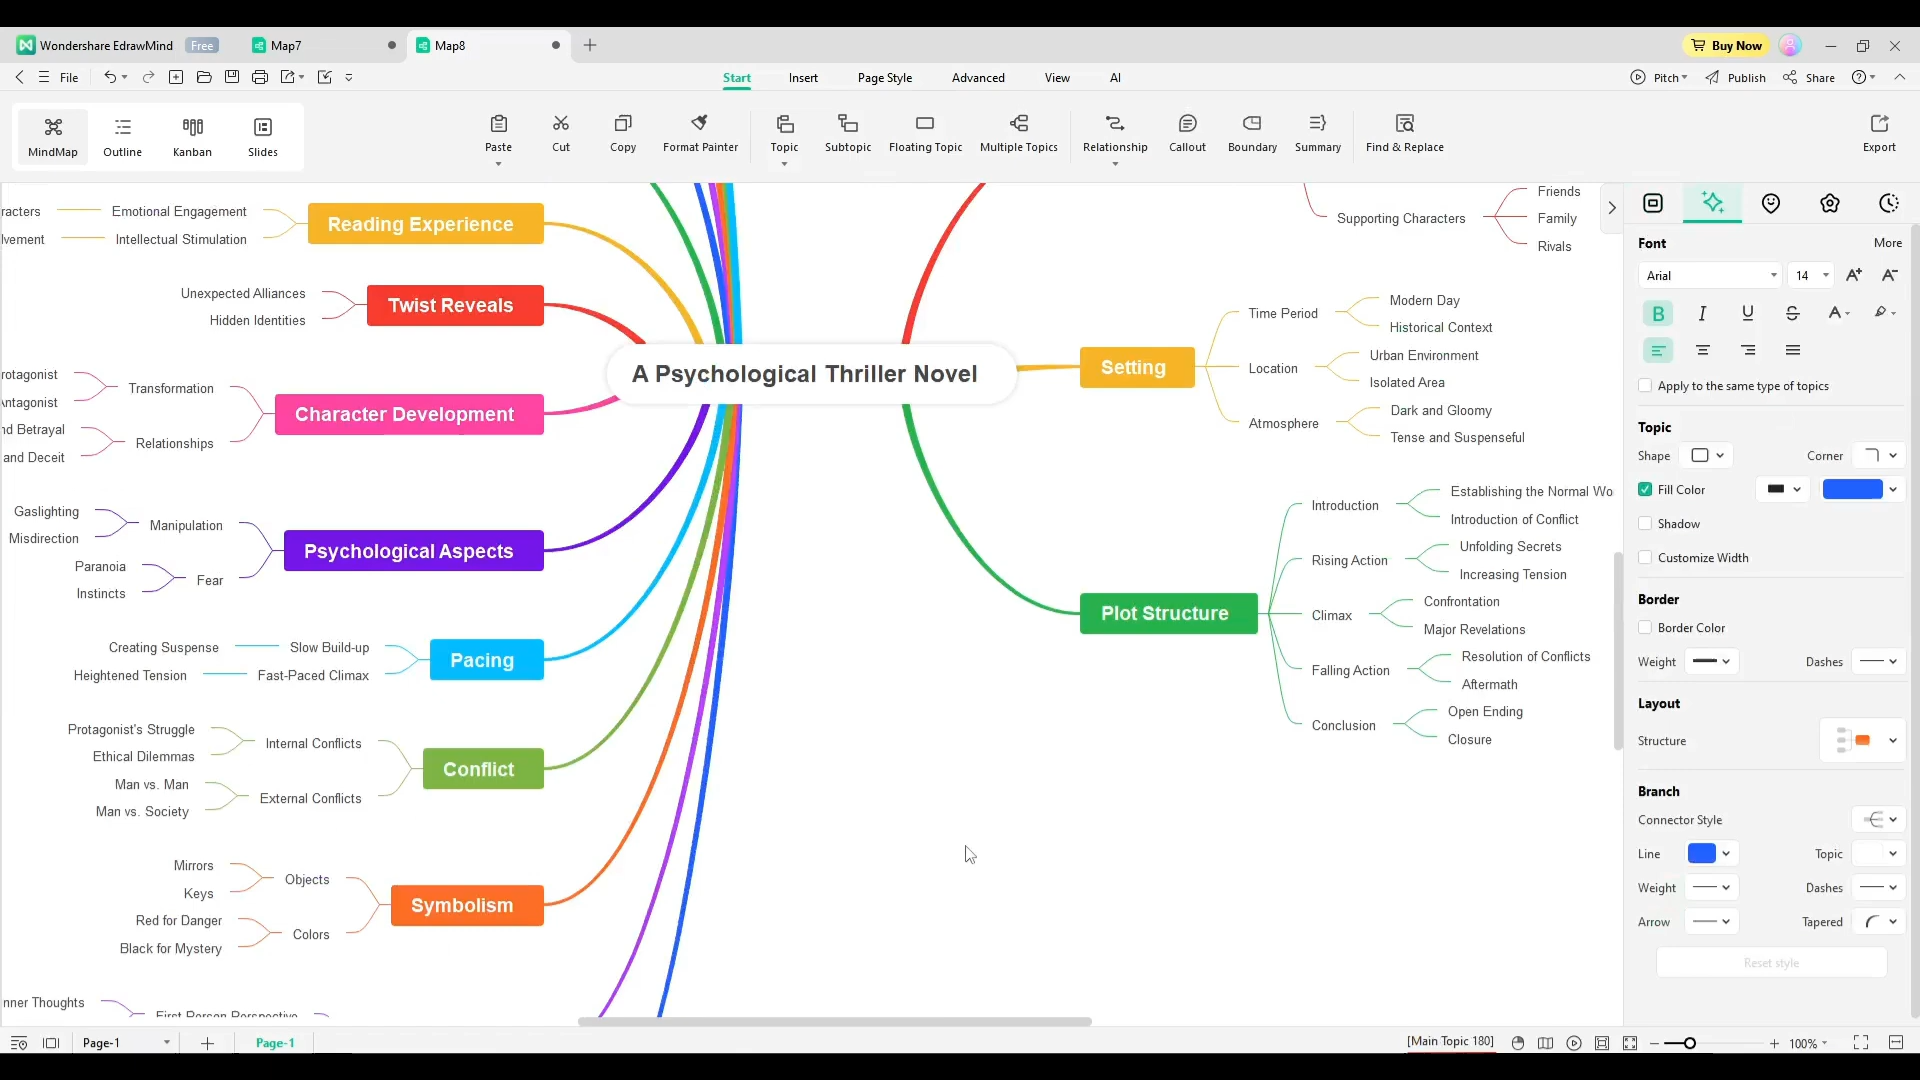 Wondershare EdrawMind Free Map7 Map8 Buy Now
File Start Insert Page Style Advanced View AI Pitch Publish Share
MindMap Outline Kanban Slides Paste Cut Copy Format Painter Topic Subtopic Floating Topic Multiple Topics Relationship Callout Boundary Summary Find & Replace Export
racters Emotional Engagement
lvement Intellectual Stimulation
Reading Experience
Unexpected Alliances
Hidden Identities
Twist Reveals
rotagonist
Antagonist
Transformation
nd Betrayal
and Deceit
Relationships
Character Development
Gaslighting
Misdirection
Manipulation
Paranoia
Instincts
Fear
Psychological Aspects
Creating Suspense Slow Build-up
Heightened Tension Fast-Paced Climax
Pacing
Protagonist's Struggle
Ethical Dilemmas
Internal Conflicts
Man vs. Man
Man vs. Society
External Conflicts
Conflict
Mirrors
Keys
Objects
Red for Danger
Black for Mystery
Colors
Symbolism
nner Thoughts
First Person Perspective
A Psychological Thriller Novel
Supporting Characters
Friends
Family
Rivals
Setting
Time Period
Modern Day
Historical Context
Location
Urban Environment
Isolated Area
Atmosphere
Dark and Gloomy
Tense and Suspenseful
Plot Structure
Introduction
Establishing the Normal Wo
Introduction of Conflict
Rising Action
Unfolding Secrets
Increasing Tension
Climax
Confrontation
Major Revelations
Falling Action
Resolution of Conflicts
Aftermath
Conclusion
Open Ending
Closure
Font More
Arial 14 A+ A-
B I U S A
Apply to the same type of topics
Topic
Shape Corner
Fill Color
Shadow
Customize Width
Border
Border Color
Weight Dashes
Layout
Structure
Branch
Connector Style
Line Topic
Weight Dashes
Arrow Tapered
Reset style
Page-1 Page-1 [Main Topic 180] 100%